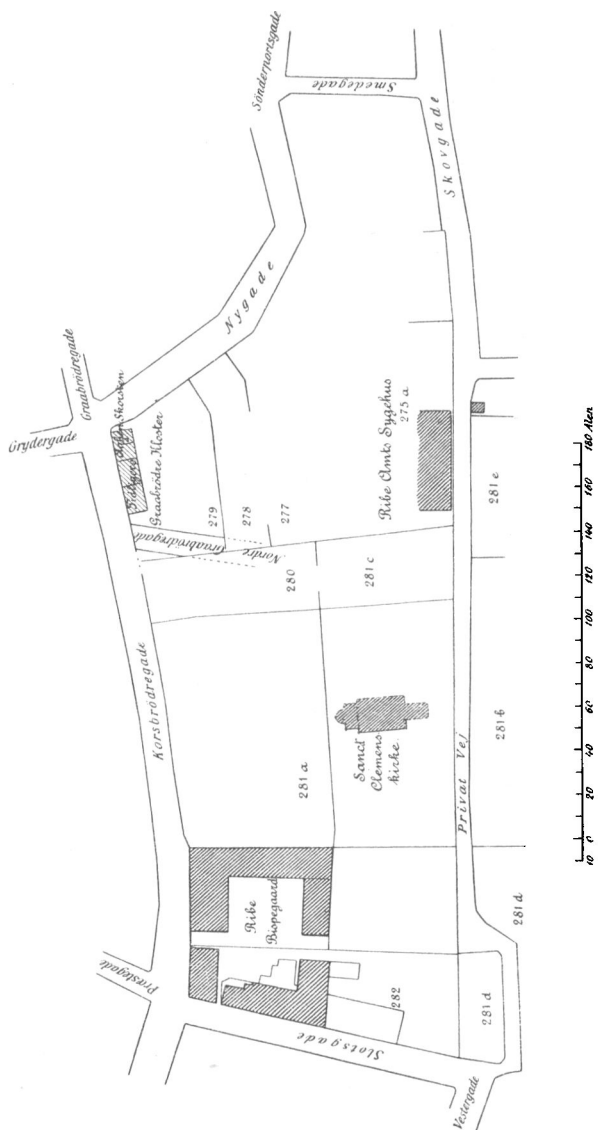 Sönderportsgade
Smedegade
Skovgade
Nygade
Graabrödregade
Grydergade
Skorsten
Graabrödre Kloster
Ribe Amts Sygehus
275 a
279
278
277
Nordre Graabrödregade
280
281 c
281 e
Korsbrödregade
Sanct
Clemens
kirke.
281 a
281 b
Privat Vej
Ribe
Bispegaard
281 d
Præstegade
282
281 d
Slotsgade
Vestergade
10 0 20 40 60 80 100 120 140 160 180 Alen